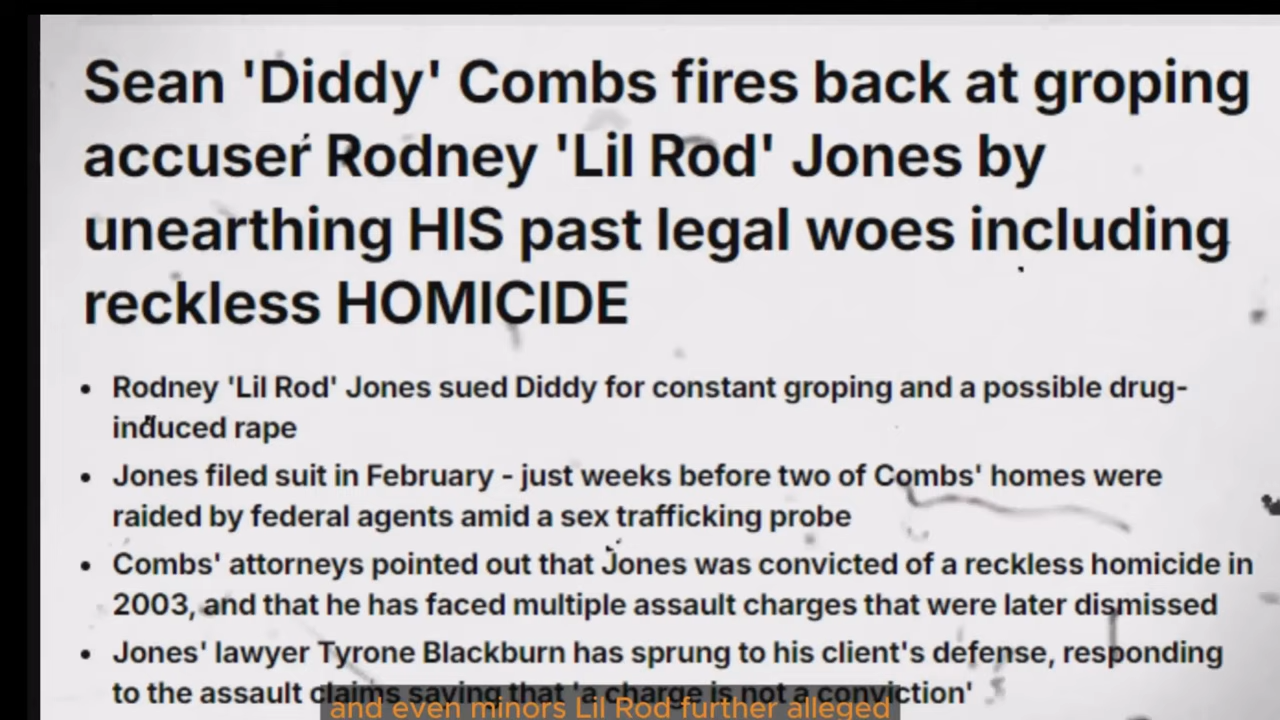 Sean 'Diddy' Combs fires back at groping
accuser Rodney 'Lil Rod' Jones by
unearthing HIS past legal woes including
reckless HOMICIDE
• Rodney 'Lil Rod' Jones sued Diddy for constant groping and a possible drug-
induced rape
• Jones filed suit in February - just weeks before two of Combs' homes were
raided by federal agents amid a sex trafficking probe
• Combs' attorneys pointed out that Jones was convicted of a reckless homicide in
2003, and that he has faced multiple assault charges that were later dismissed
• Jones' lawyer Tyrone Blackburn has sprung to his client's defense, responding
to the assault claims saying that 'a charge is not a conviction'
and even minors Lil Rod further alleged